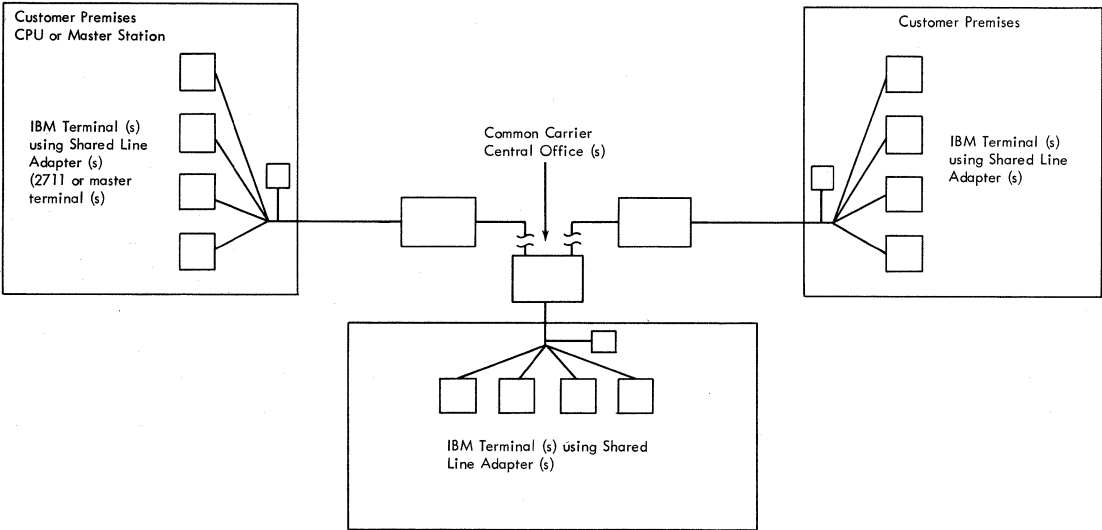 Customer Premises
CPU or Master Station
IBM Terminal (s)
using Shared Line
Adapter (s)
(2711 or master
terminal (s)
Common Carrier
Central Office (s)
Customer Premises
IBM Terminal (s)
using Shared Line
Adapter (s)
IBM Terminal (s) using Shared
Line Adapter (s)